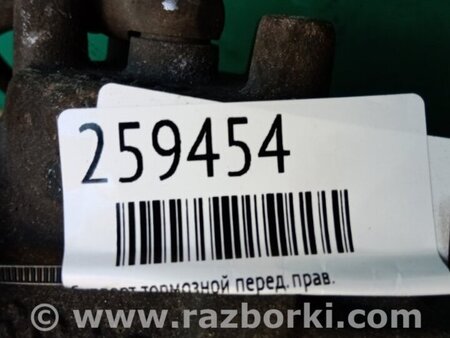 259454
тормозной перед. прав.
www.razborki.com